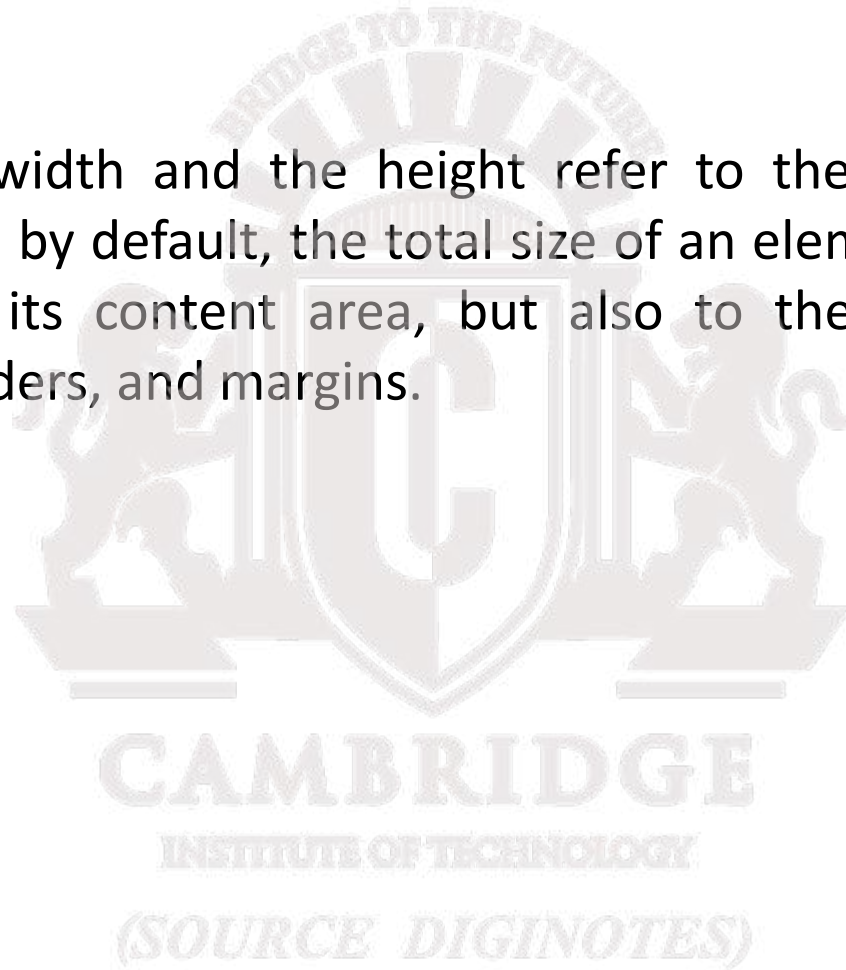 BRIDGE TO THE FUTURE
width and the height refer to the
by default, the total size of an elem
its content area, but also to the
ders, and margins.
C
CAMBRIDGE
INSTITUTE OF TECHNOLOGY
(SOURCE DIGINOTES)